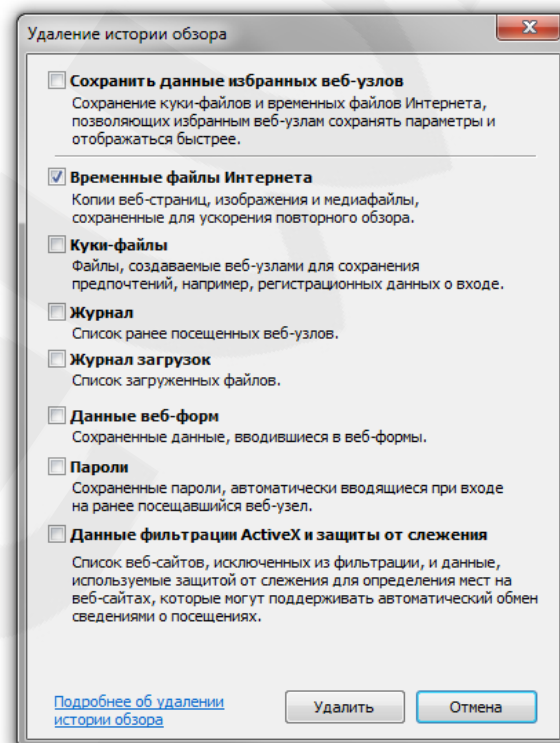 Удаление истории обзора
Сохранить данные избранных веб-узлов
Сохранение куки-файлов и временных файлов Интернета,
позволяющих избранным веб-узлам сохранять параметры и
отображаться быстрее.
Временные файлы Интернета
Копии веб-страниц, изображения и медиафайлы,
сохраненные для ускорения повторного обзора.
Куки-файлы
Файлы, создаваемые веб-узлами для сохранения
предпочтений, например, регистрационных данных о входе.
Журнал
Список ранее посещенных веб-узлов.
Журнал загрузок
Список загруженных файлов.
Данные веб-форм
Сохраненные данные, вводившиеся в веб-формы.
Пароли
Сохраненные пароли, автоматически вводящиеся при входе
на ранее посещавшийся веб-узел.
Данные фильтрации ActiveX и защиты от слежения
Список веб-сайтов, исключенных из фильтрации, и данные,
используемые защитой от слежения для определения мест на
веб-сайтах, которые могут поддерживать автоматический обмен
сведениями о посещениях.
Подробнее об удалении
истории обзора
Удалить
Отмена